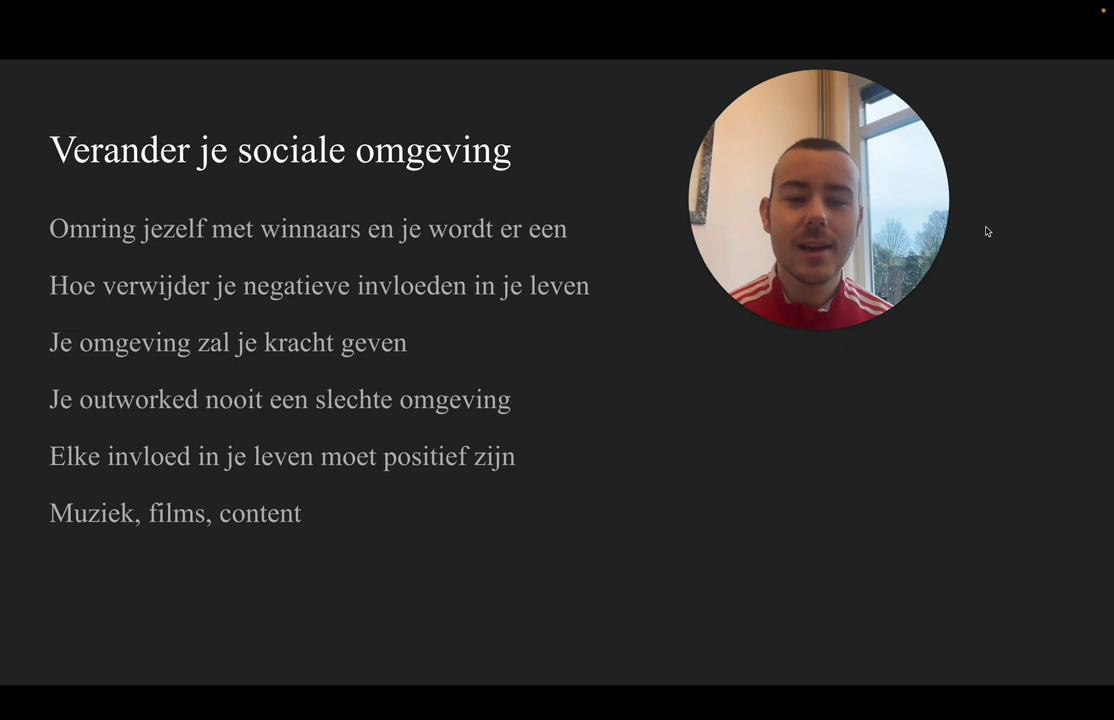 Verander je sociale omgeving
Omring jezelf met winnaars en je wordt er een
Hoe verwijder je negatieve invloeden in je leven
Je omgeving zal je kracht geven
Je outworked nooit een slechte omgeving
Elke invloed in je leven moet positief zijn
Muziek, films, content